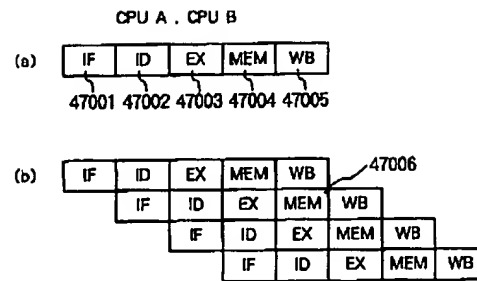 CPU A , CPU B
(a) IF ID EX MEM WB
47001 47002 47003 47004 47005
(b) IF ID EX MEM WB
47006
IF ID EX MEM WB
IF ID EX MEM WB
IF ID EX MEM WB